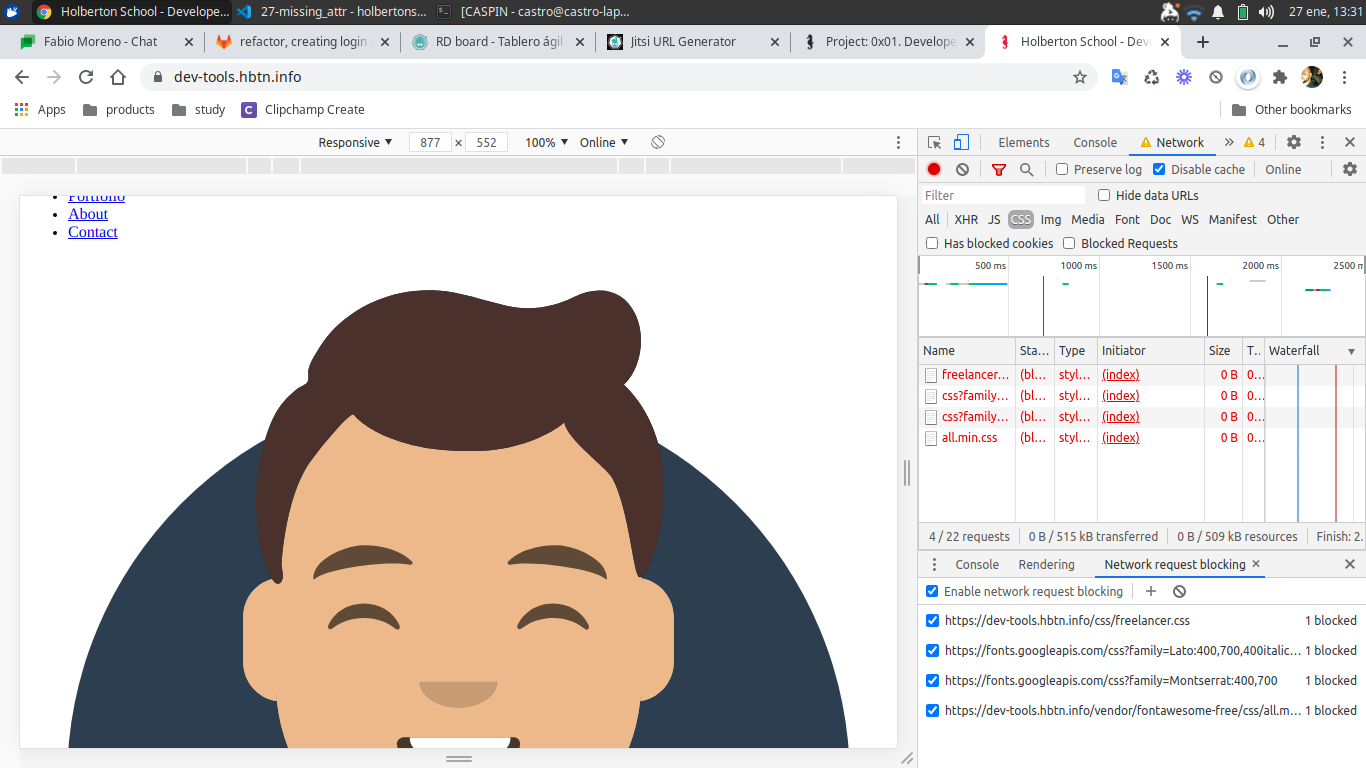 Holberton School - Develope...
27-missing_attr - holbertons...
[CASPIN - castro@castro-lap...
27 ene, 13:31
Fabio Moreno - Chat
refactor, creating login
RD board - Tablero ágil
Jitsi URL Generator
Project: 0x01. Develope
Holberton School - Dev
dev-tools.hbtn.info
Apps
products
study
Clipchamp Create
Other bookmarks
Responsive
877
×
552
100%
Online
Elements
Console
Network
4
Preserve log
Disable cache
Online
Filter
Hide data URLs
All
XHR
JS
CSS
Img
Media
Font
Doc
WS
Manifest
Other
Has blocked cookies
Blocked Requests
500 ms
1000 ms
1500 ms
2000 ms
2500 m
Name
Sta...
Type
Initiator
Size
T..
Waterfall
freelancer... (bl... styl... (index) 0 B 0..
css?family... (bl... styl... (index) 0 B 0..
css?family... (bl... styl... (index) 0 B 0..
all.min.css (bl... styl... (index) 0 B 0..
4 / 22 requests
0 B / 515 kB transferred
0 B / 509 kB resources
Finish: 2.
Console
Rendering
Network request blocking
Enable network request blocking
https://dev-tools.hbtn.info/css/freelancer.css 1 blocked
https://fonts.googleapis.com/css?family=Lato:400,700,400italic... 1 blocked
https://fonts.googleapis.com/css?family=Montserrat:400,700 1 blocked
https://dev-tools.hbtn.info/vendor/fontawesome-free/css/all.m... 1 blocked
Portfolio
About
Contact